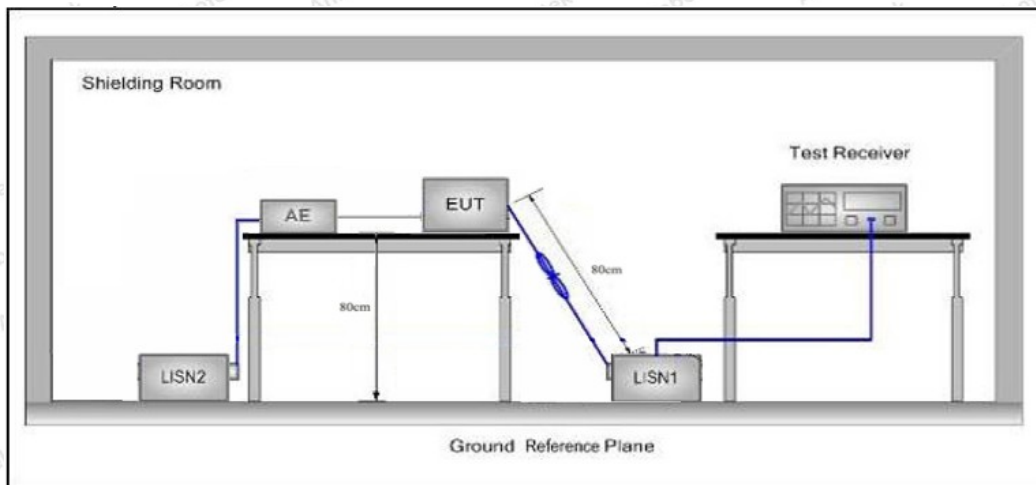 Shielding Room
Test Receiver
AE
EUT
80cm
80cm
LISN2
LISN1
Ground Reference Plane